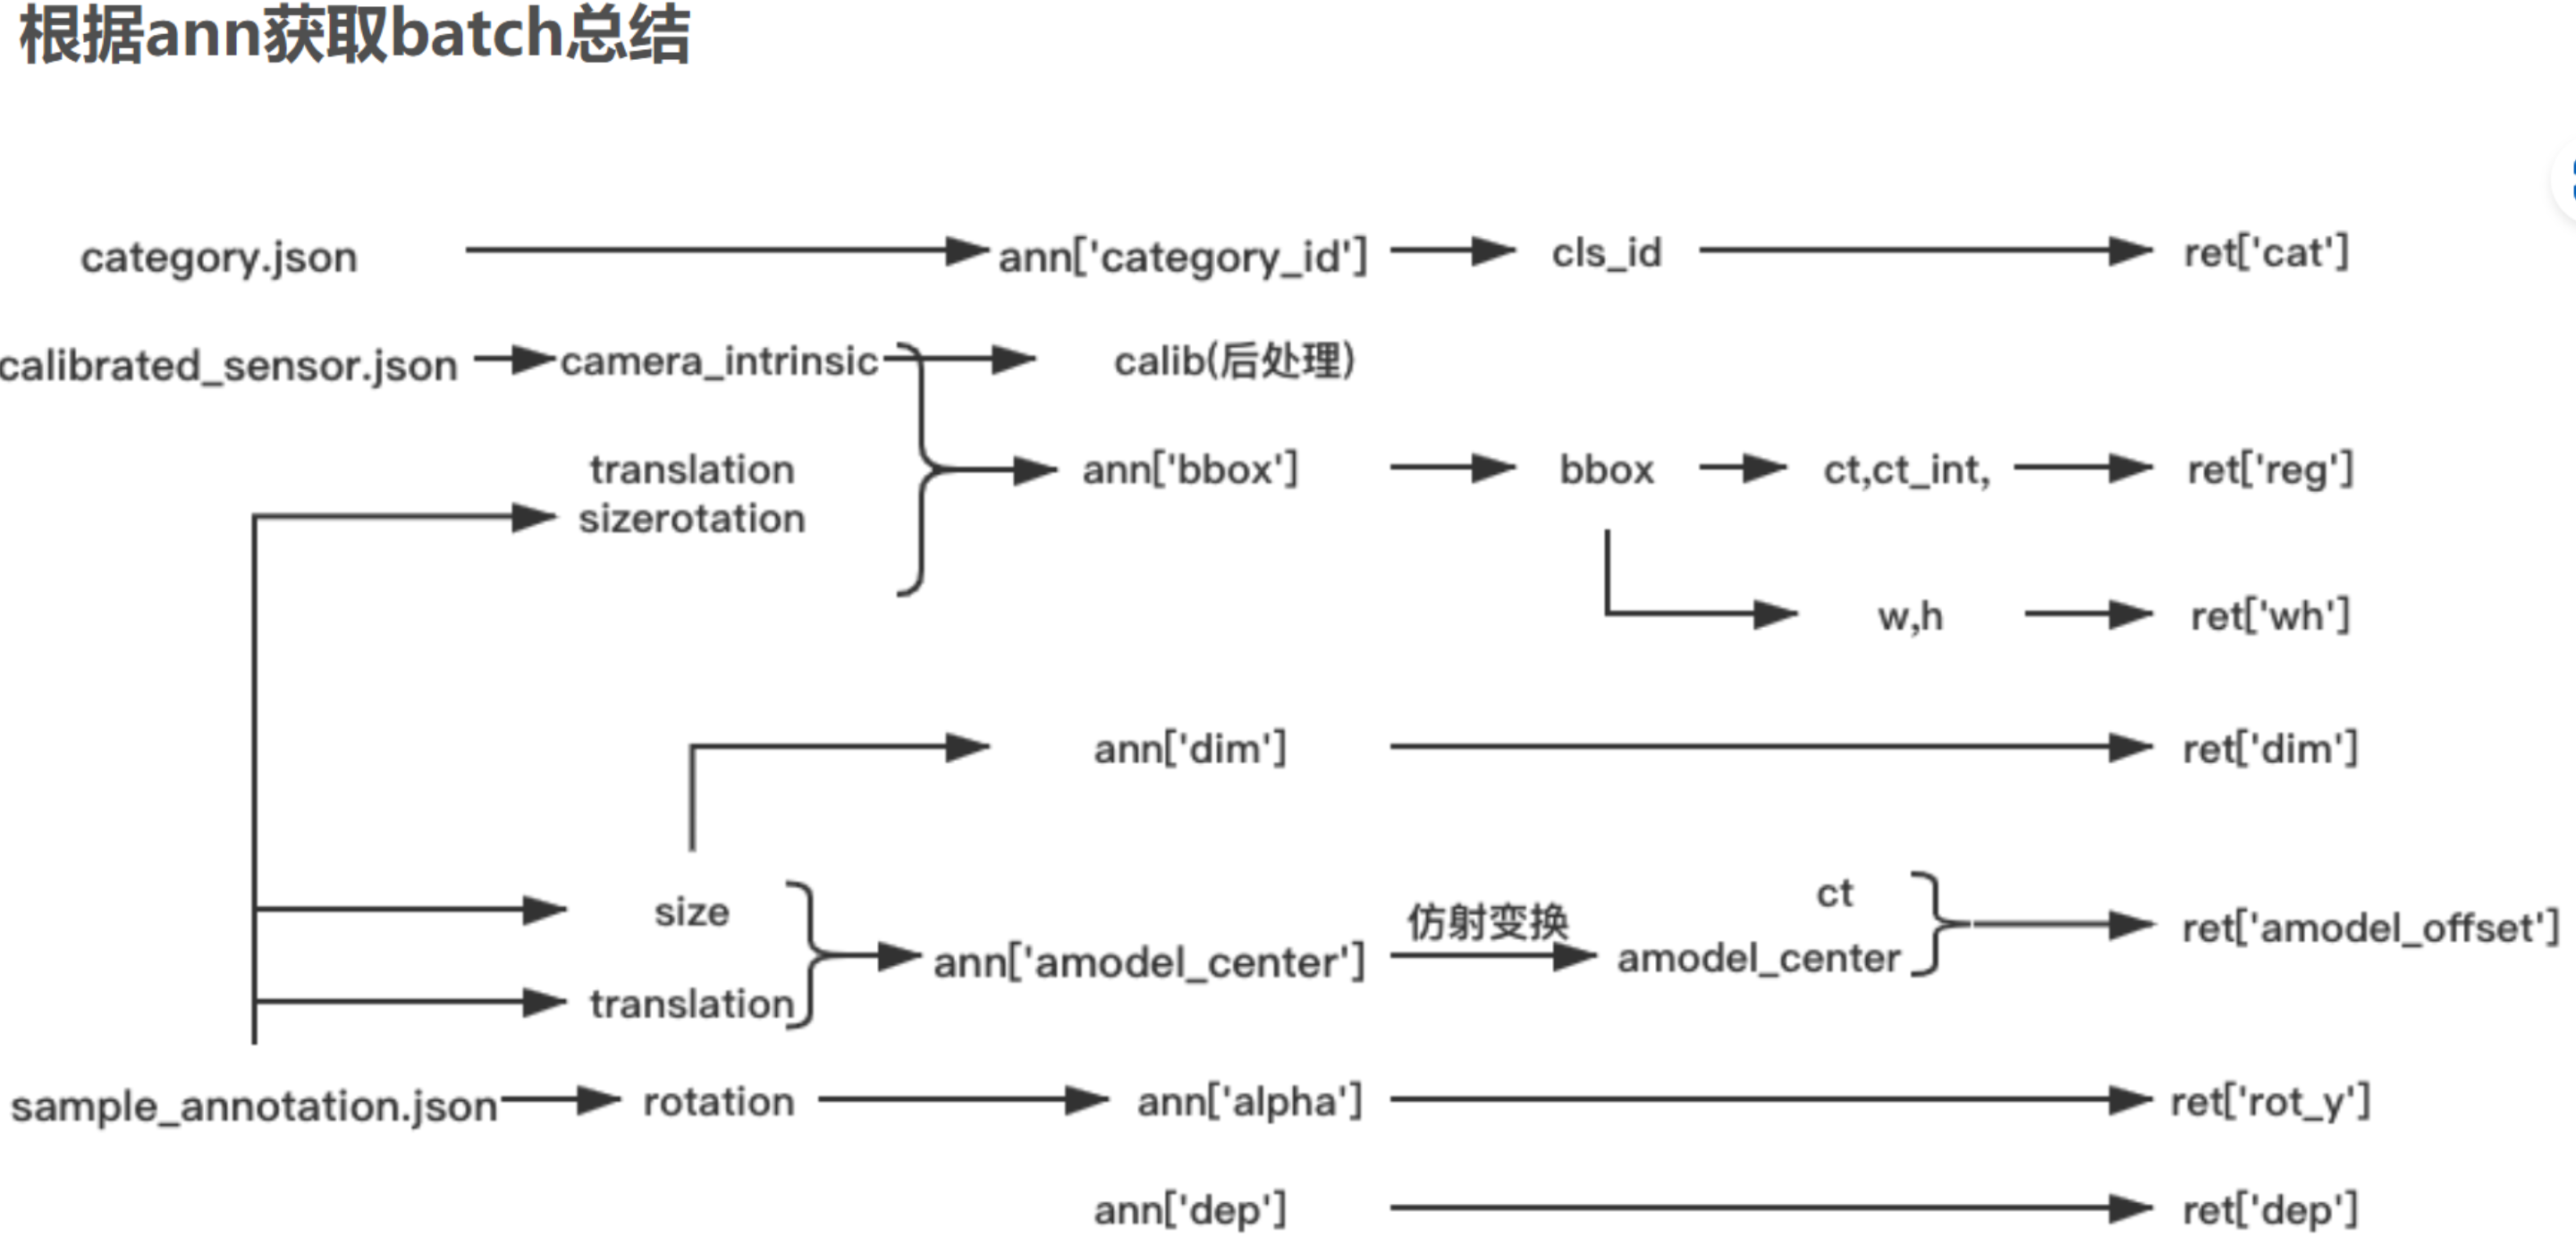 根据ann获取batch总结
category.json ann['category_id'] cls_id ret['cat']
calibrated_sensor.json camera_intrinsic calib(后处理)
translation ann['bbox'] bbox ct,ct_int, ret['reg']
sizerotation
w,h ret['wh']
ann['dim'] ret['dim']
size 仿射变换 ct
ann['amodel_center'] amodel_center ret['amodel_offset']
translation
sample_annotation.json rotation ann['alpha'] ret['rot_y']
ann['dep'] ret['dep']